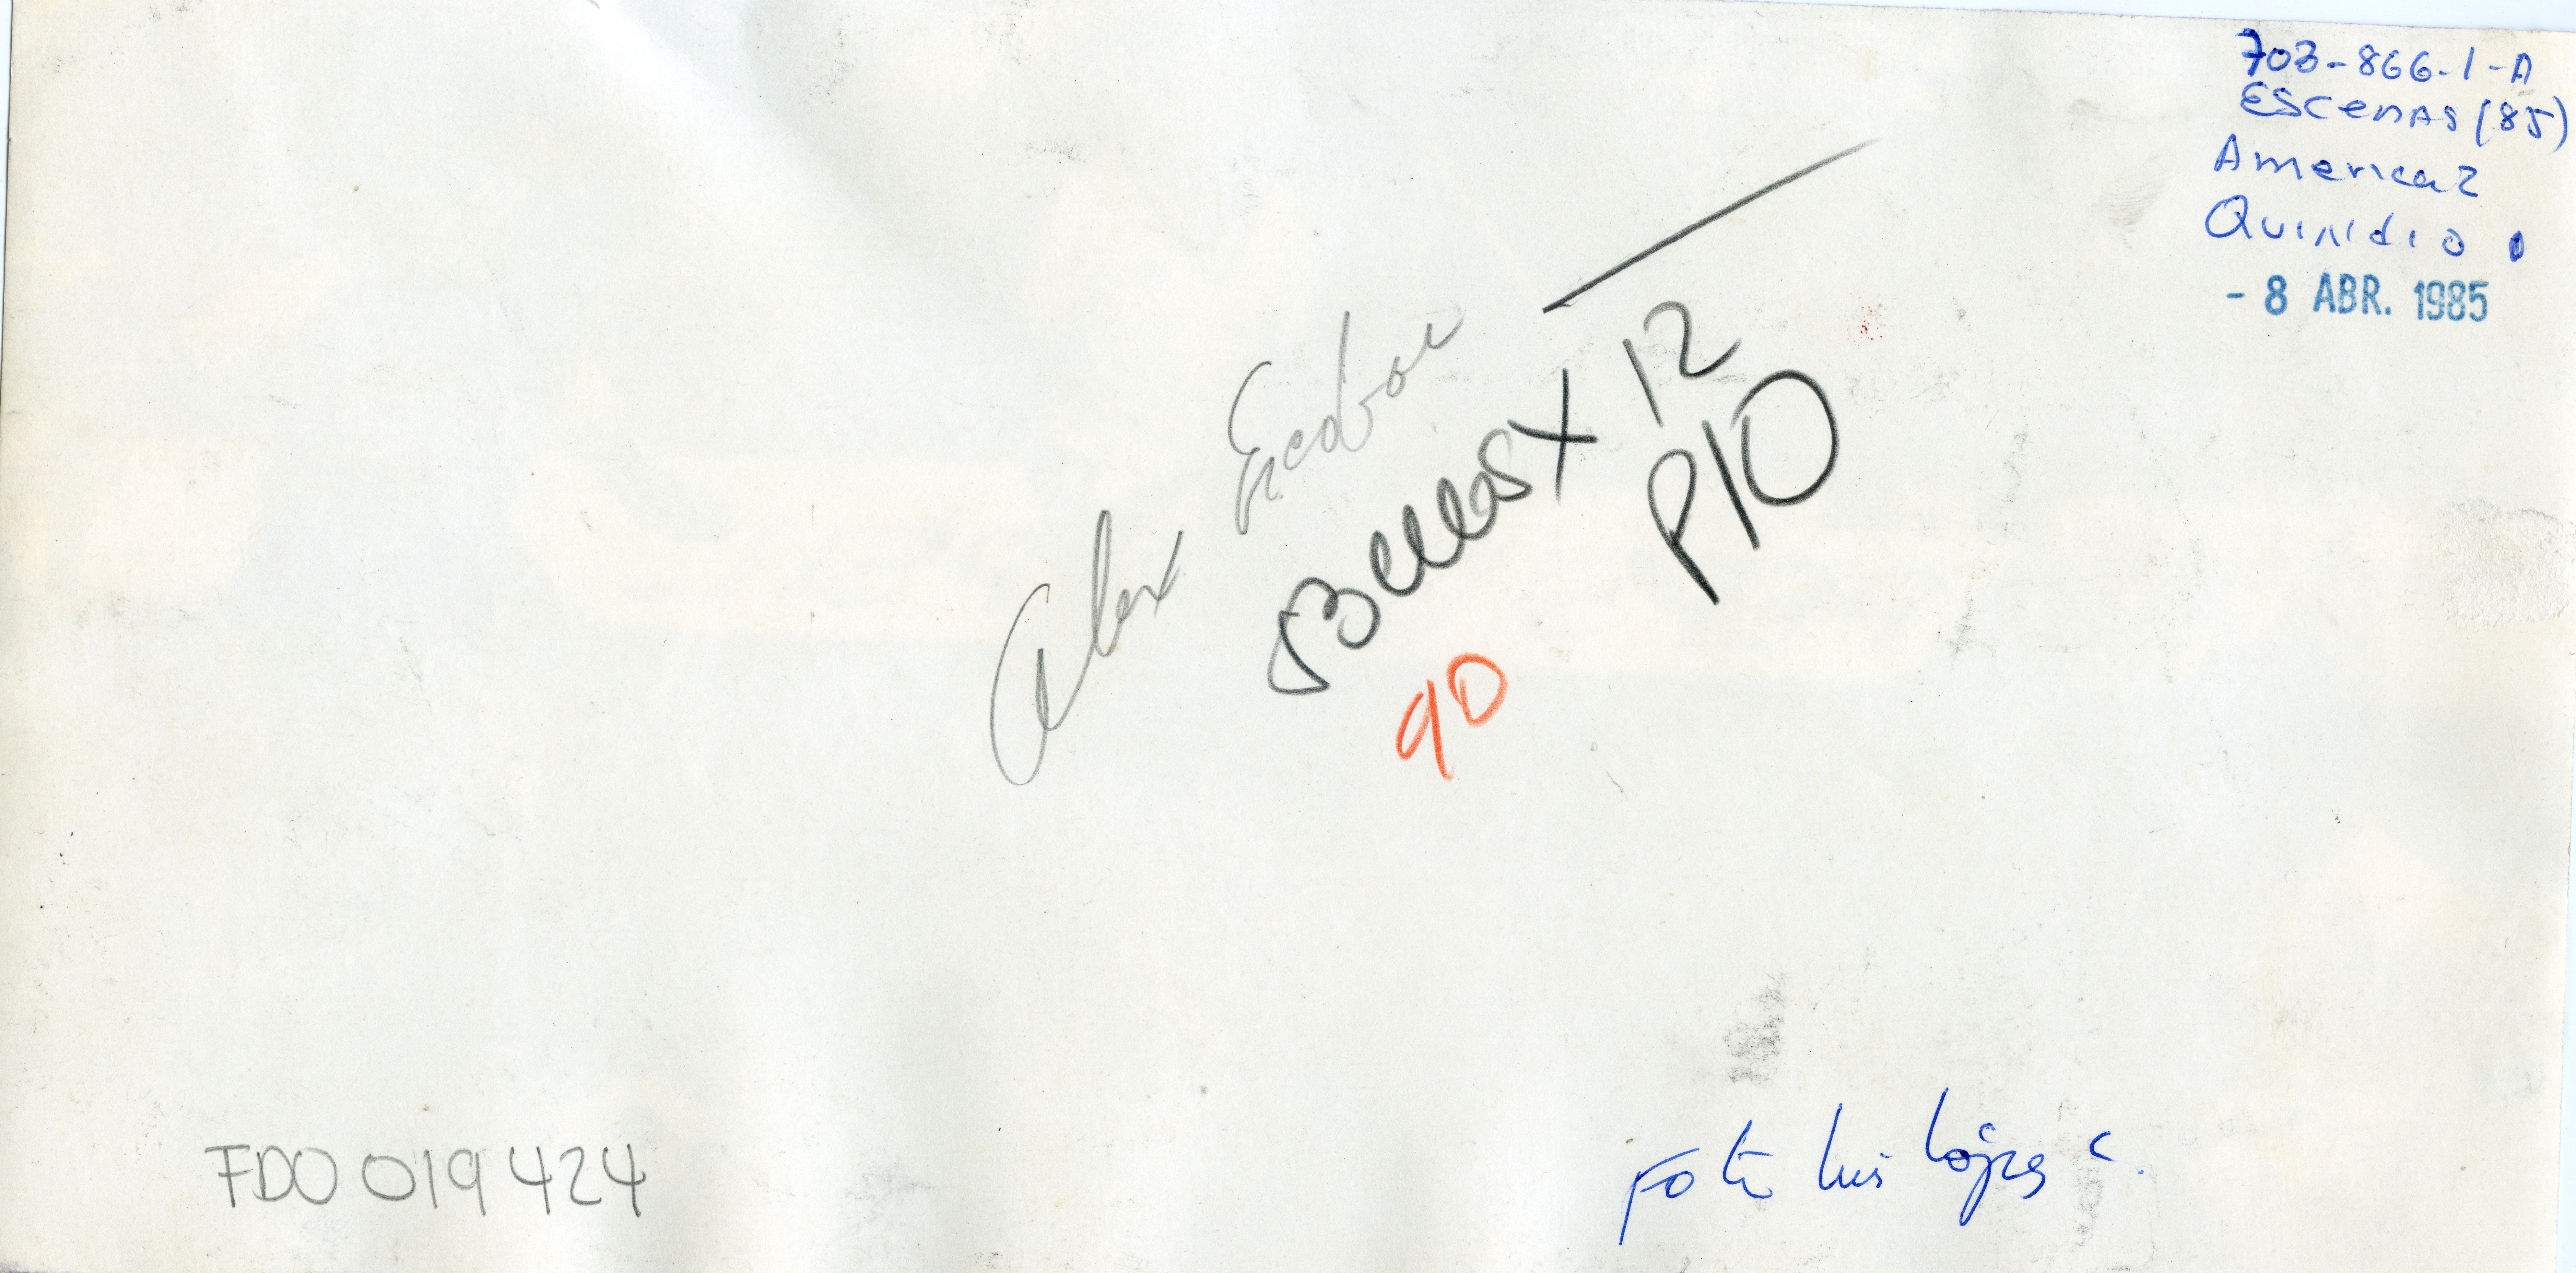 703-866-1-A
Escenas (85)
America 2
Quindio 0
- 8 ABR. 1985
Alex Escobar
X 12
P10
90
FDO 019424
Foto Luis López C.